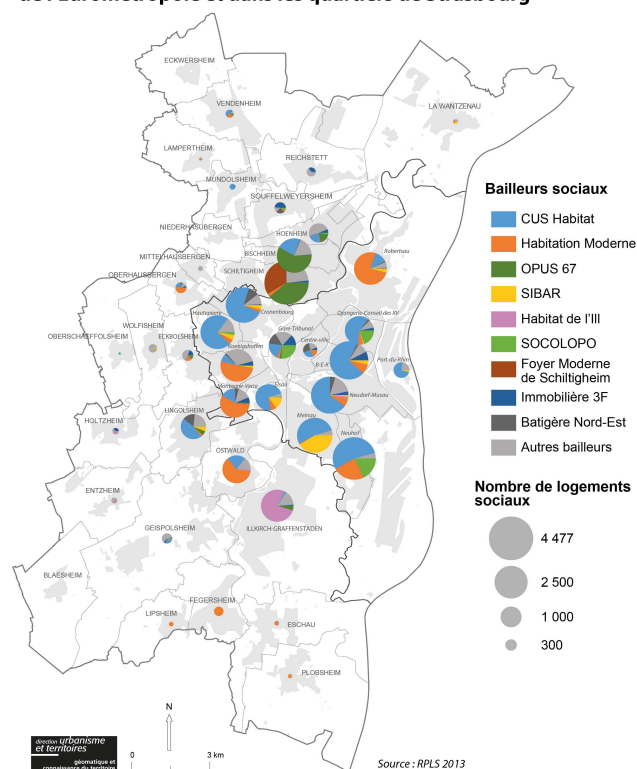 de l'Eurométropole et dans les quartiers de Strasbourg
ECKWERSHEIM
VENDENHEIM
LA WANTZENAU
LAMPERTHEIM
REICHSTETT
MUNDOLSHEIM
SOUFFELWEYERSHEIM
NIEDERHAUSBERGEN
HOENHEIM
MITTELHAUSBERGEN
BISCHHEIM
Robertsau
OBERHAUSBERGEN
SCHILTIGHEIM
Hautepierre
Cronenbourg
Orangerie-Conseil des XV
WOLFISHEIM
OBERSCHAEFFOLSHEIM
ECKBOLSHEIM
Koenigshoffen
Gare-Tribunal
Centre-ville
B-E-K
Port-du-Rhin
Montagne-Verte
Elsau
Neudorf-Musau
HOLTZHEIM
LINGOLSHEIM
Meinau
Neuhof
OSTWALD
ENTZHEIM
ILLKIRCH-GRAFFENSTADEN
GEISPOLSHEIM
BLAESHEIM
FEGERSHEIM
LIPSHEIM
ESCHAU
PLOBSHEIM
Bailleurs sociaux
CUS Habitat
Habitation Moderne
OPUS 67
SIBAR
Habitat de l'Ill
SOCOLOPO
Foyer Moderne
de Schiltigheim
Immobilière 3F
Batigère Nord-Est
Autres bailleurs
Nombre de logements
sociaux
4 477
2 500
1 000
300
N
0 3 km
direction urbanisme
et territoires
géomatique et
connaissance du territoire
Source : RPLS 2013